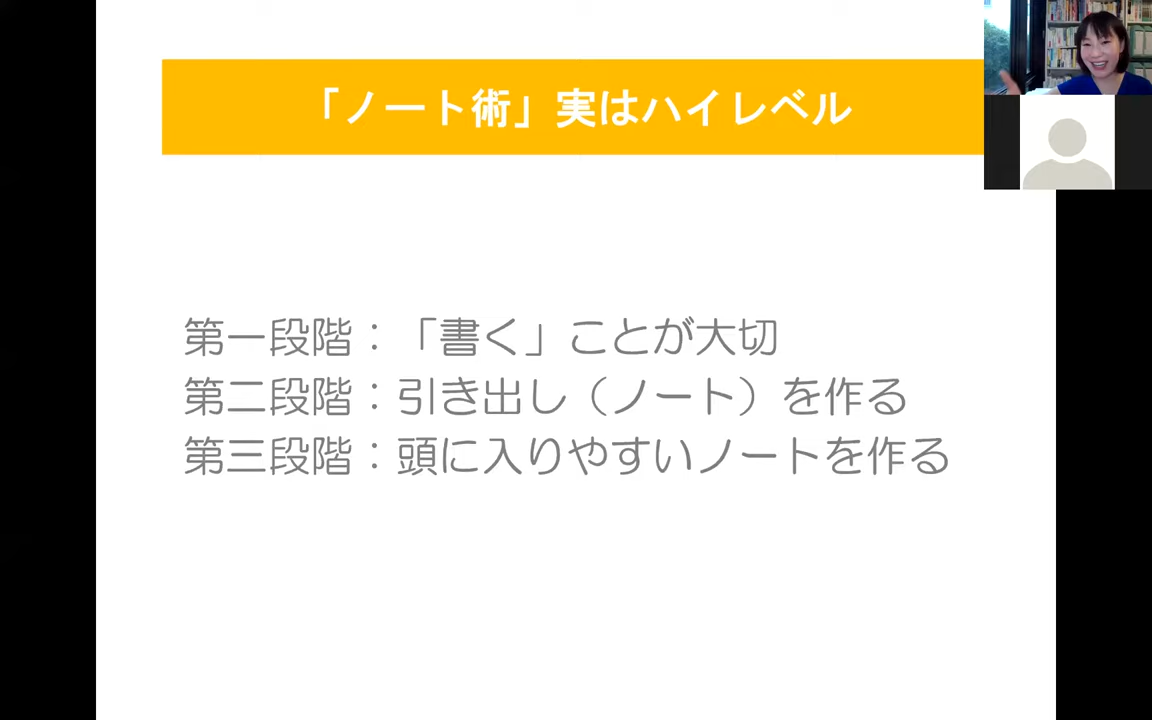 「ノート術」実はハイレベル
第一段階：「書く」ことが大切
第二段階：引き出し（ノート）を作る
第三段階：頭に入りやすいノートを作る